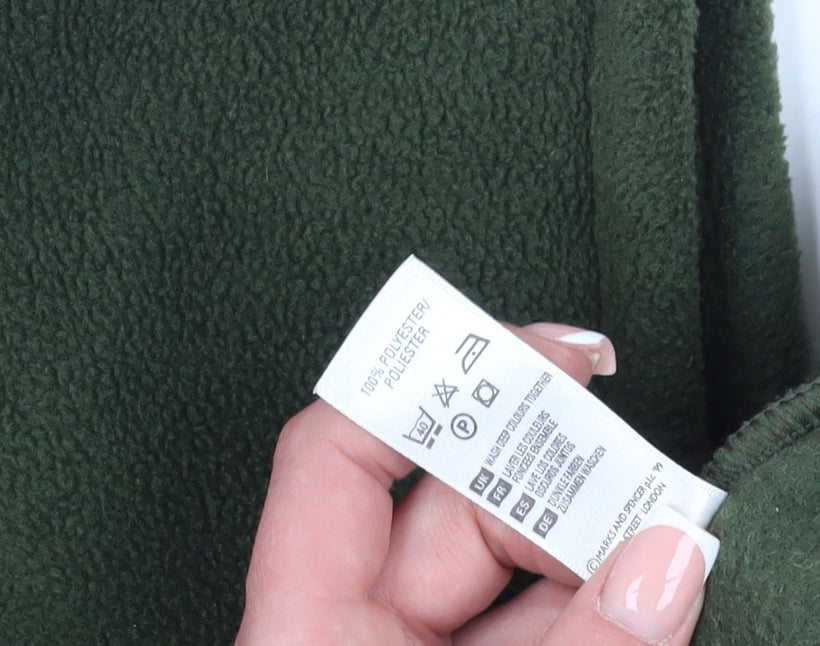 100% POLYESTER/
POLIESTER
40
P
UK WASH DEEP COLOURS TOGETHER
FR LAVER LES COULEURS
FONCEES ENSEMBLE
ES LAVE LOS COLORES
OSCUROS JUNTOS
DE DUNKLE FARBEN
ZUSAMMEN WASCHEN
©MARKS AND SPENCER p.l.c. '99
STREET LONDON